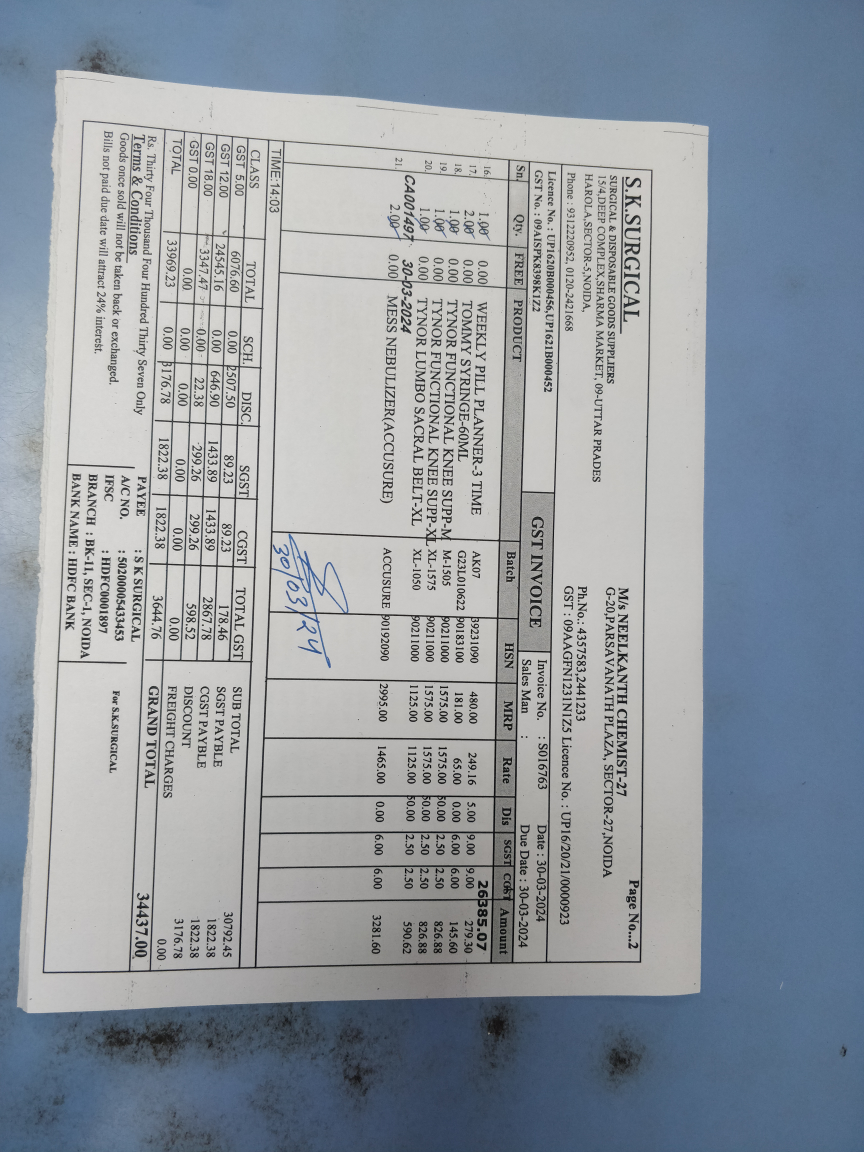 S.K.SURGICAL
SURGICAL & DISPOSABLE GOODS SUPPLIERS
15/4,DEEP COMPLEX,SHARMA MARKET, 09-UTTAR PRADES
HAROLA,SECTOR-5,NOIDA,
Phone : 9312220952, 0120-2421668
Licence No. : UP1620B000456,UP1621B000452
GST No. : 09AISPK8398K1Z2
GST INVOICE
Page No...2
M/s NEELKANTH CHEMIST-27
G-20,PARSAVANATH PLAZA, SECTOR-27,NOIDA
Ph.No.: 4357583,2441233
GST : 09AAGFN1231N1Z5 Licence No. : UP16/20/21/0000923
Invoice No. : S016763 Date : 30-03-2024
Sales Man : Due Date : 30-03-2024
Sn. Qty. FREE PRODUCT Batch HSN MRP Rate Dis SGST CGST Amount
26385.07
16. 1.00 0.00 WEEKLY PILL PLANNER-3 TIME AK07 39231090 480.00 249.16 5.00 9.00 9.00 279.30
17. 2.00 0.00 TOMMY SYRINGE-60ML G23L010622 90183100 181.00 65.00 0.00 6.00 6.00 145.60
18. 1.00 0.00 TYNOR FUNCTIONAL KNEE SUPP-M M-1505 90211000 1575.00 1575.00 50.00 2.50 2.50 826.88
19. 1.00 0.00 TYNOR FUNCTIONAL KNEE SUPP-XL XL-1575 90211000 1575.00 1575.00 50.00 2.50 2.50 826.88
20. 1.00 0.00 TYNOR LUMBO SACRAL BELT-XL XL-1050 90211000 1125.00 1125.00 50.00 2.50 2.50 590.62
CA001497 30-03-2024
21. 2.00 0.00 MESS NEBULIZER(ACCUSURE) ACCUSURE 90192090 2995.00 1465.00 0.00 6.00 6.00 3281.60
30/03/24
TIME:14:03
CLASS TOTAL SCH. DISC. SGST CGST TOTAL GST
GST 5.00 6076.60 0.00 2507.50 89.23 89.23 178.46
GST 12.00 24545.16 0.00 646.90 1433.89 1433.89 2867.78
GST 18.00 3347.47 0.00 22.38 299.26 299.26 598.52
GST 0.00 0.00 0.00 0.00 0.00 0.00 0.00
TOTAL 33969.23 0.00 3176.78 1822.38 1822.38 3644.76
SUB TOTAL 30792.45
SGST PAYBLE 1822.38
CGST PAYBLE 1822.38
DISCOUNT 3176.78
FREIGHT CHARGES 0.00
GRAND TOTAL 34437.00
Rs. Thirty Four Thousand Four Hundred Thirty Seven Only
Terms & Conditions
Goods once sold will not be taken back or exchanged.
Bills not paid due date will attract 24% interest.
PAYEE : S K SURGICAL
A/C NO. : 50200005433453
IFSC : HDFC0001897
BRANCH : BK-11, SEC-1, NOIDA
BANK NAME : HDFC BANK
For S.K.SURGICAL